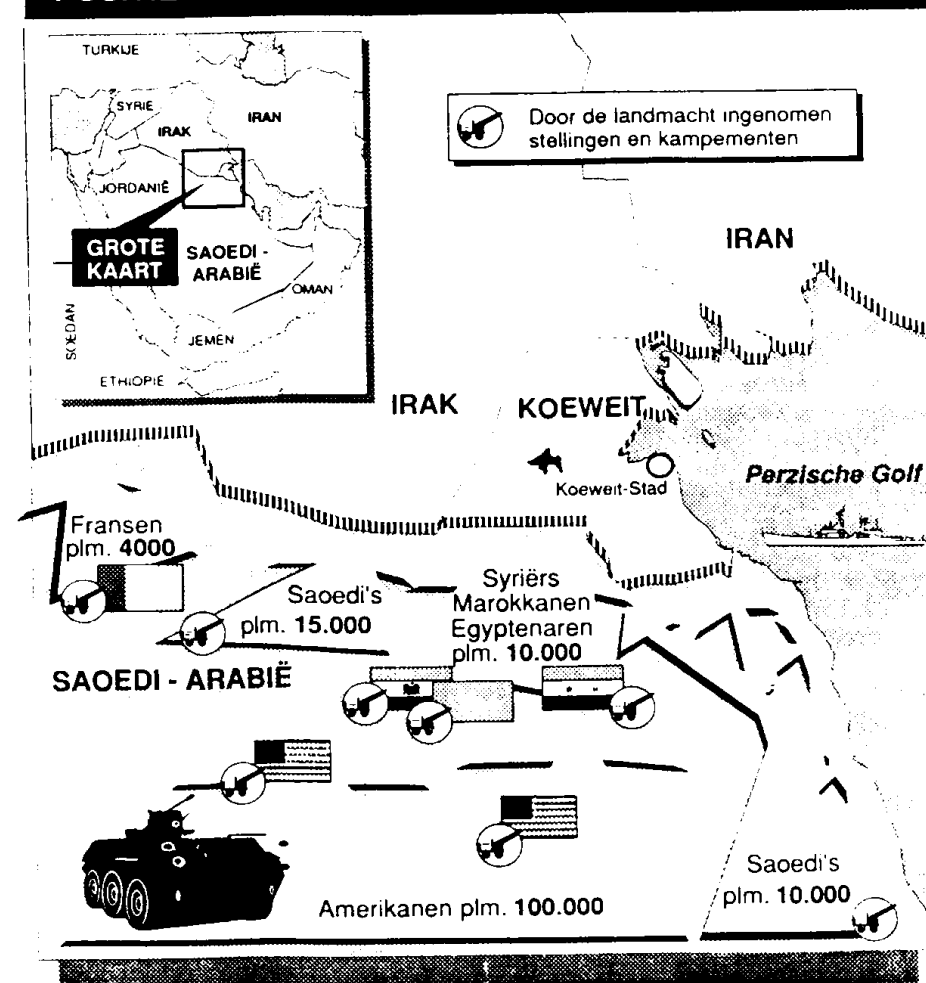 TURKIJE
SYRIË
IRAK
IRAN
JORDANIË
GROTE
KAART
SAOEDI -
ARABIË
OMAN
SOEDAN
JEMEN
ETHIOPIË
Door de landmacht ingenomen
stellingen en kampementen
IRAN
IRAK
KOEWEIT
Koeweit-Stad
Perzische Golf
Fransen
plm. 4000
Saoedi's
plm. 15.000
Syriërs
Marokkanen
Egyptenaren
plm. 10.000
SAOEDI - ARABIË
Amerikanen plm. 100.000
Saoedi's
plm. 10.000